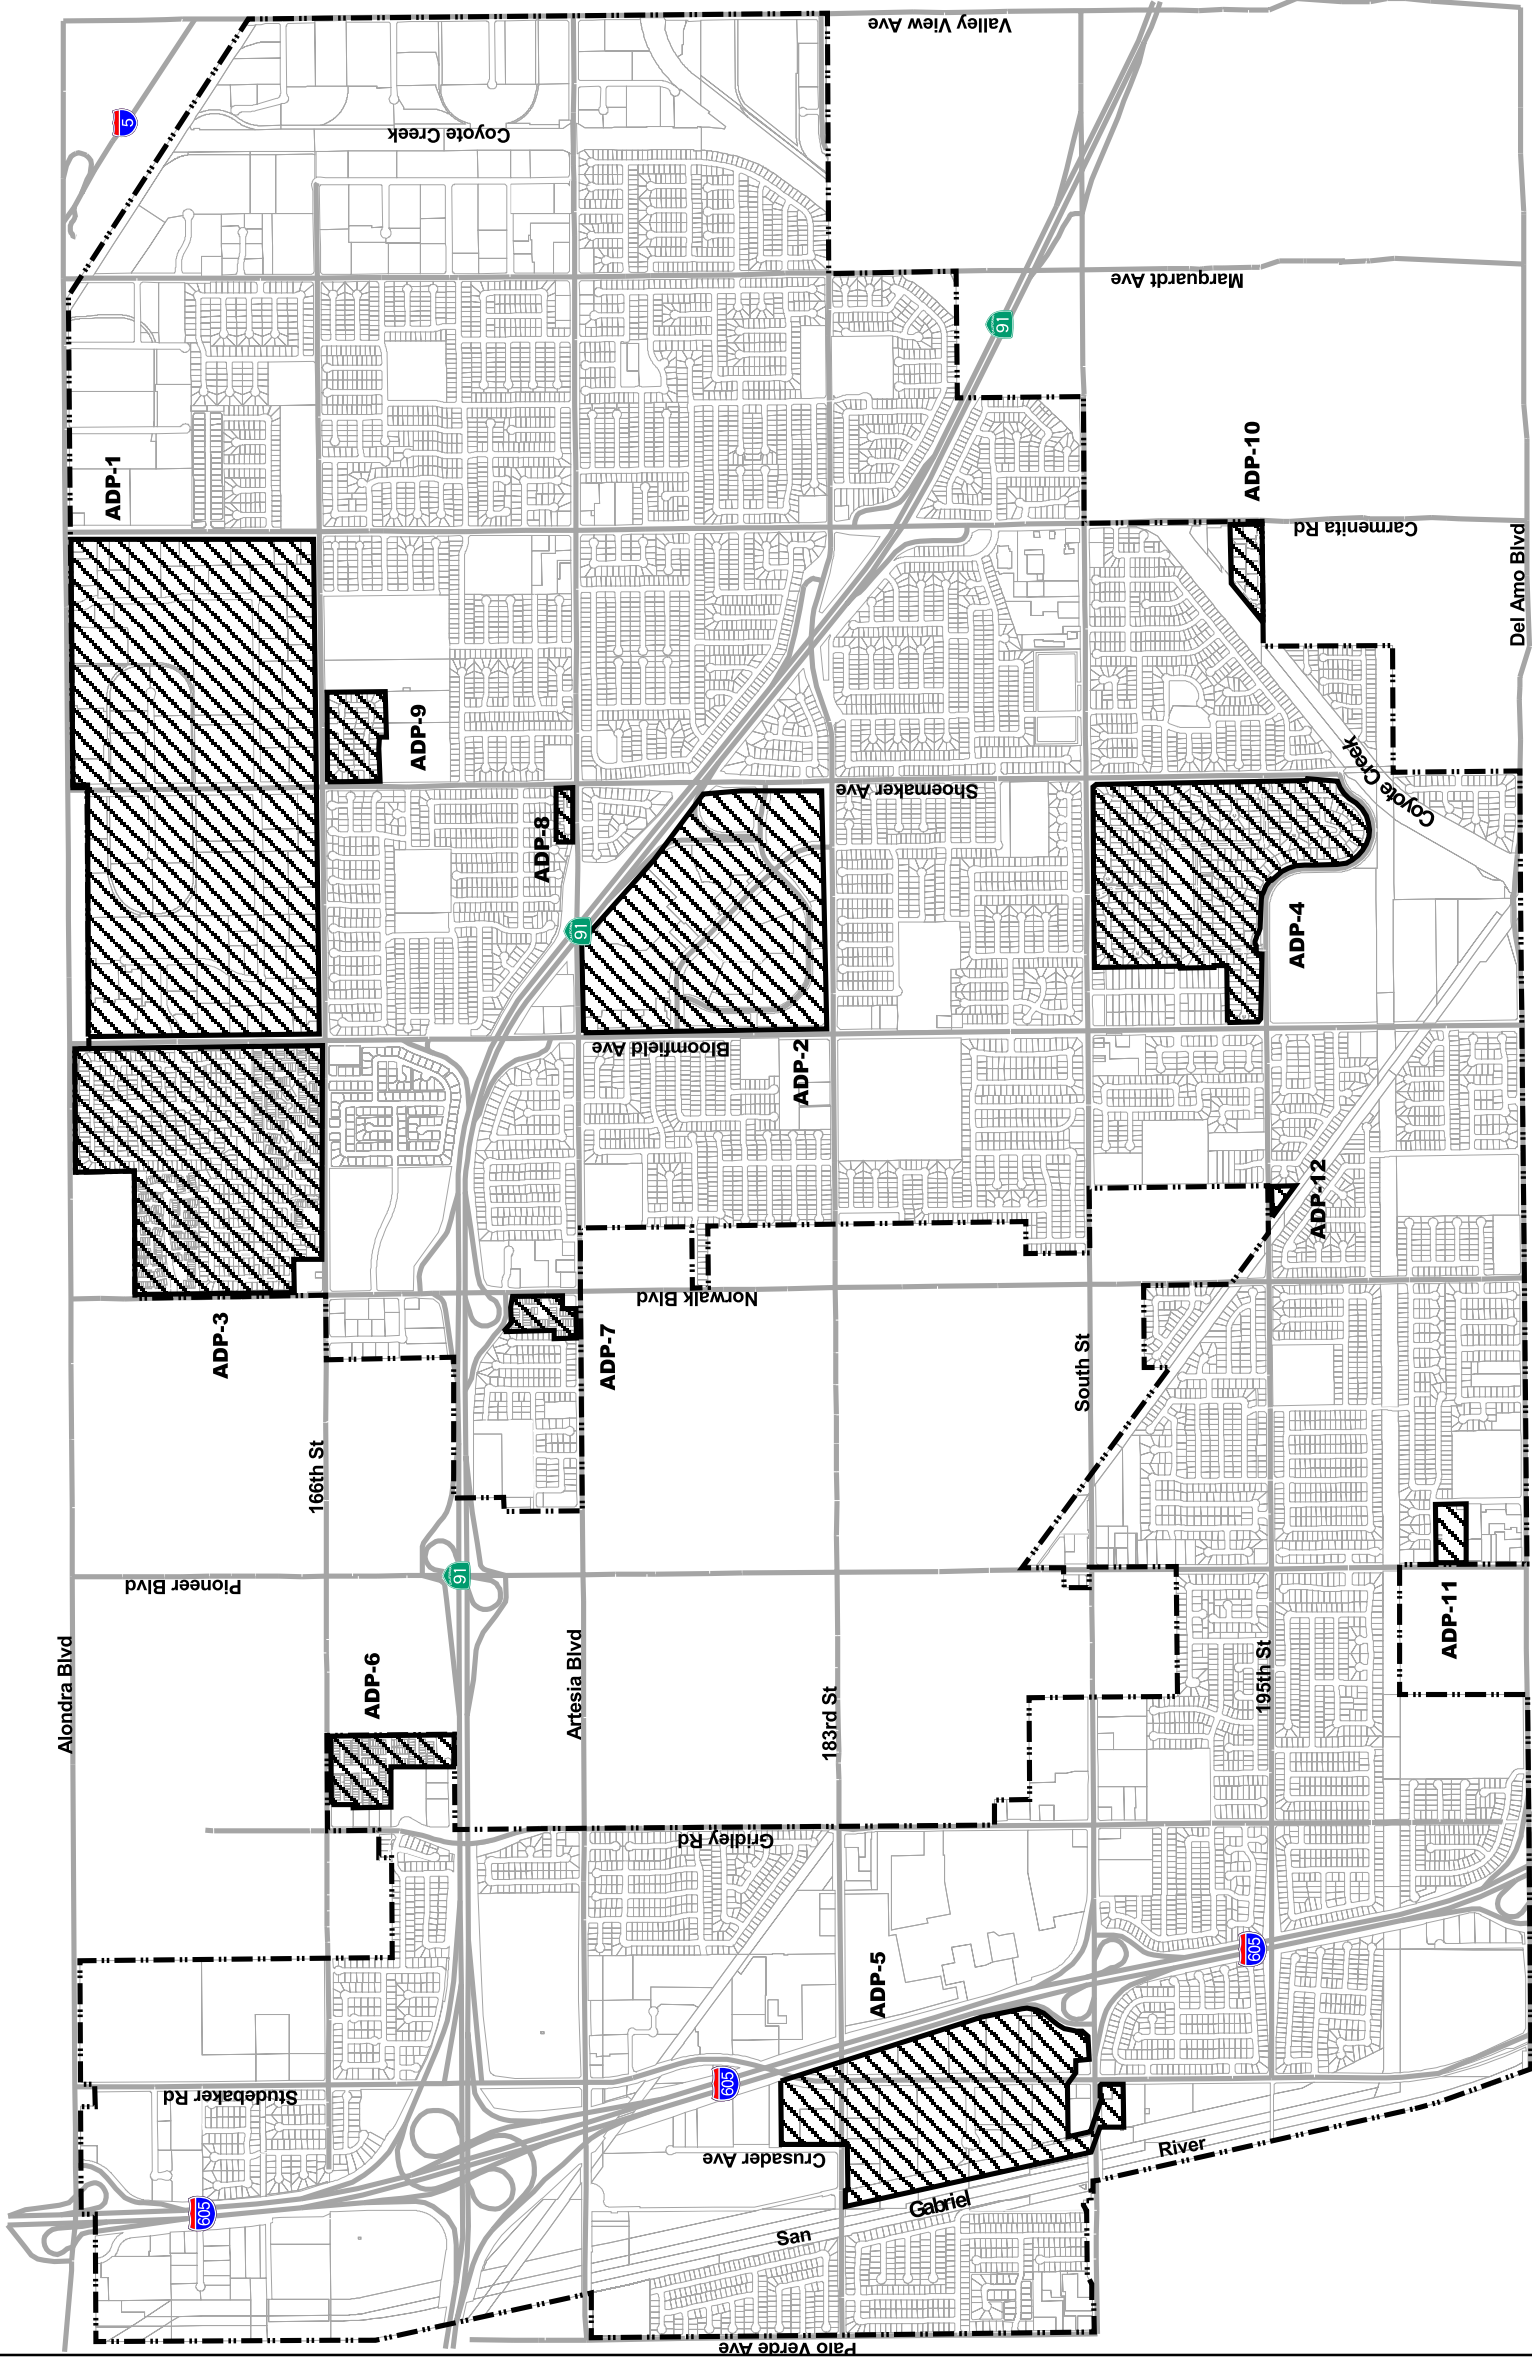 Valley View Ave
5
Coyote Creek
Marquardt Ave
91
ADP-1
ADP-10
Carmenita Rd
Del Amo Blvd
ADP-9
Coyote Creek
Shoemaker Ave
ADP-8
91
ADP-4
Bloomfield Ave
ADP-2
ADP-12
Norwalk Blvd
ADP-3
ADP-7
South St
166th St
91
Pioneer Blvd
ADP-11
Alondra Blvd
ADP-6
Artesia Blvd
183rd St
195th St
Gridley Rd
605
ADP-5
605
Studebaker Rd
Crusader Ave
River
605
Gabriel
San
Palo Verde Ave